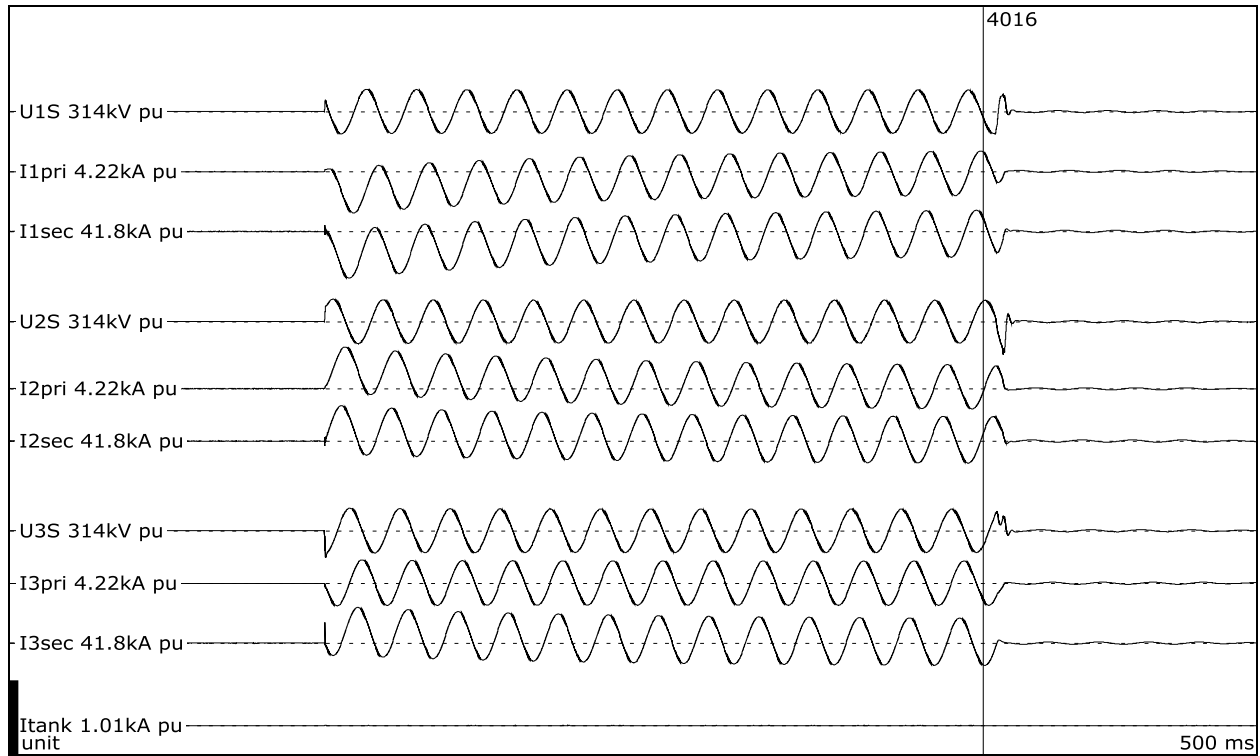 4016
U1S 314kV pu
I1pri 4.22kA pu
I1sec 41.8kA pu
U2S 314kV pu
I2pri 4.22kA pu
I2sec 41.8kA pu
U3S 314kV pu
I3pri 4.22kA pu
I3sec 41.8kA pu
Itank 1.01kA pu
unit
500 ms